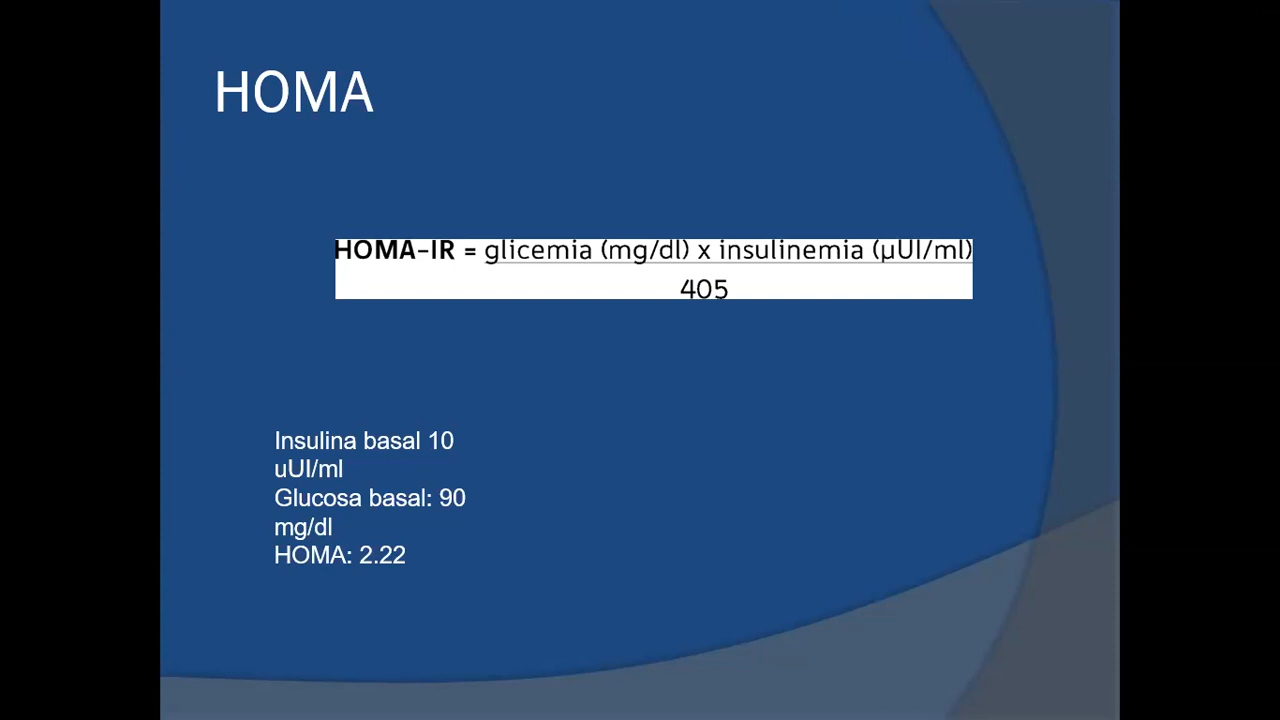 HOMA
HOMA-IR = glicemia (mg/dl) x insulinemia (µUI/ml)
405
Insulina basal 10
uUI/ml
Glucosa basal: 90
mg/dl
HOMA: 2.22